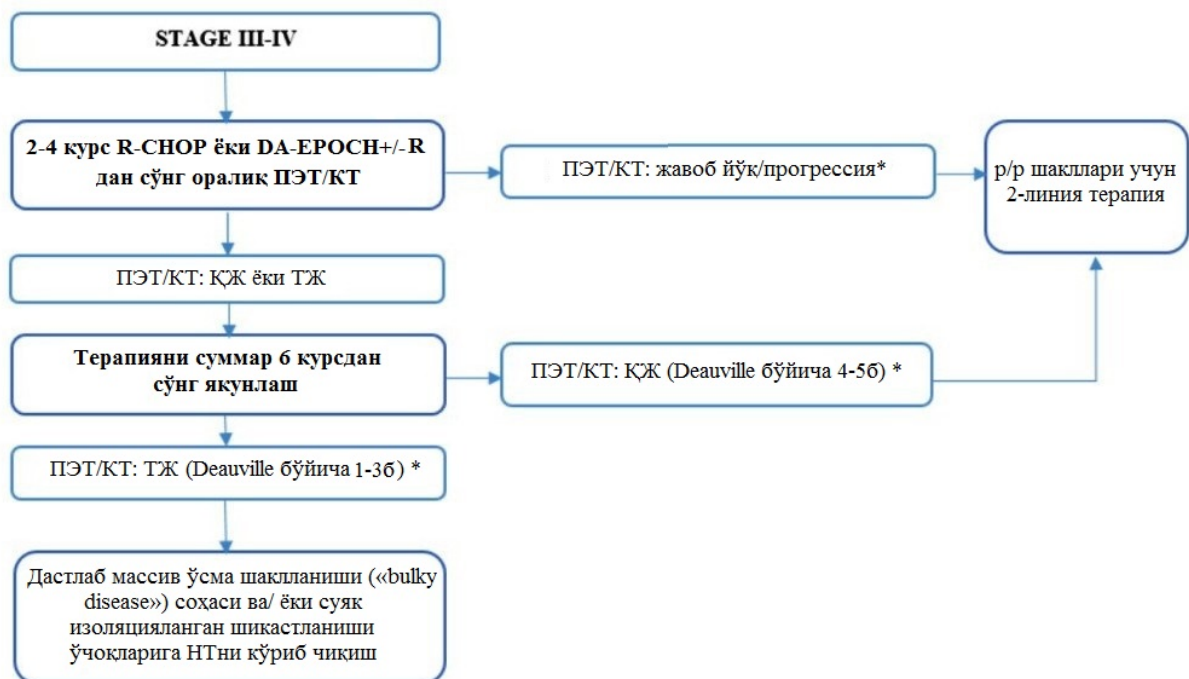 STAGE III-IV
2-4 курс R-CHOP ёки DA-EPOCH+/-R
дан сўнг оралиқ ПЭТ/КТ
ПЭТ/КТ: жавоб йўқ/прогрессия*
р/р шакллари учун
2-линия терапия
ПЭТ/КТ: ҚЖ ёки ТЖ
Терапияни суммар 6 курсдан
сўнг якунлаш
ПЭТ/КТ: ҚЖ (Deauville бўйича 4-5б) *
ПЭТ/КТ: ТЖ (Deauville бўйича 1-3б) *
Дастлаб массив ўсма шаклланиши («bulky
disease») соҳаси ва/ ёки суяк
изоляцияланган шикастланиши
ўчоқларига НТни кўриб чиқиш